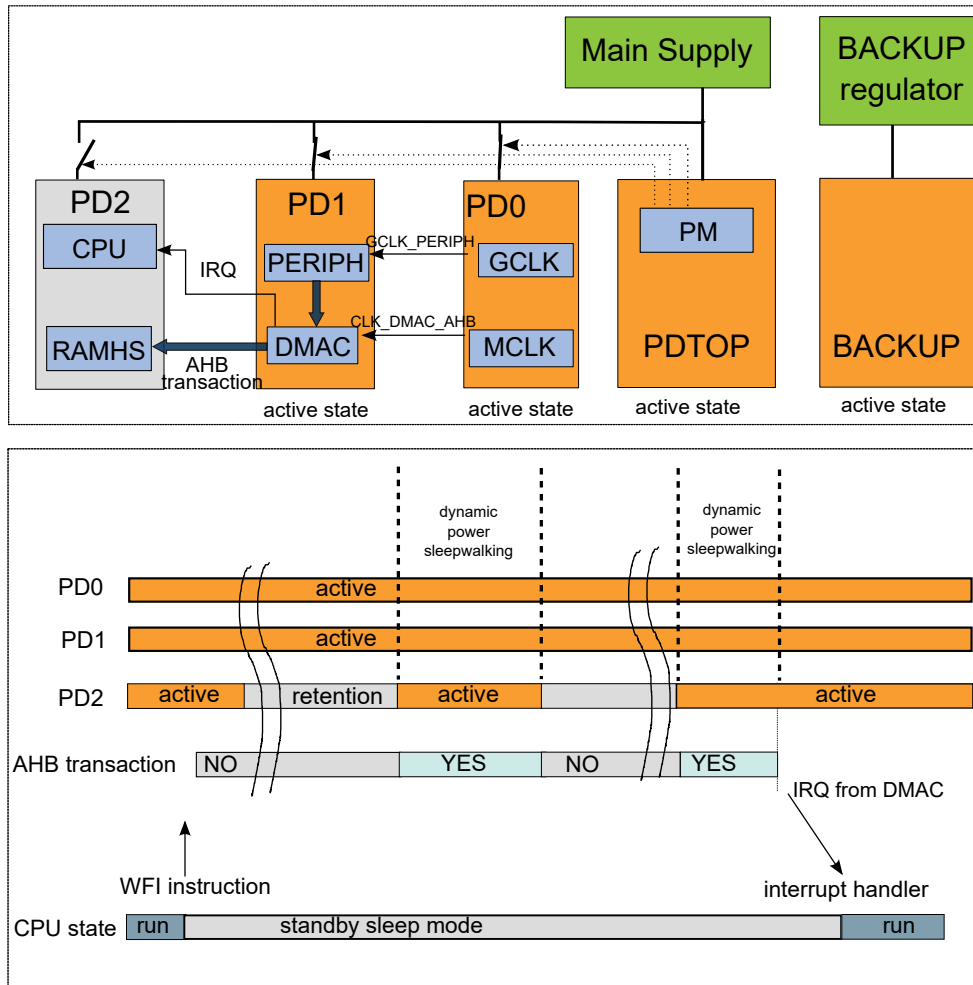 Main Supply
BACKUP
regulator
PD2
CPU
RAMHS
IRQ
AHB
transaction
PD1
PERIPH
DMAC
active state
GCLK_PERIPH
CLK_DMAC_AHB
PD0
GCLK
MCLK
active state
PM
PDTOP
active state
BACKUP
active state
dynamic
power
sleepwalking
dynamic
power
sleepwalking
PD0
active
PD1
active
PD2
active
retention
active
active
AHB transaction
NO
YES
NO
YES
IRQ from DMAC
WFI instruction
interrupt handler
CPU state
run
standby sleep mode
run